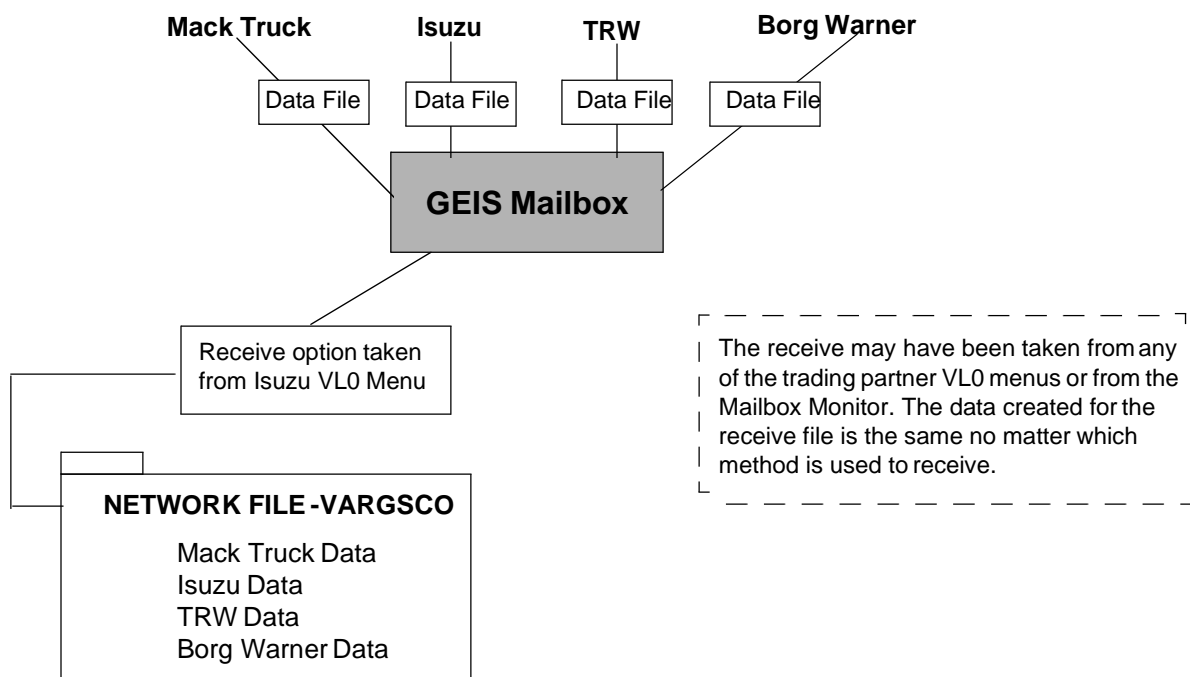 Mack Truck
Isuzu
TRW
Borg Warner
Data File
Data File
Data File
Data File
GEIS Mailbox
Receive option taken
from Isuzu VL0 Menu
The receive may have been taken from any
of the trading partner VL0 menus or from the
Mailbox Monitor. The data created for the
receive file is the same no matter which
method is used to receive.
NETWORK FILE -VARGSCO
Mack Truck Data
Isuzu Data
TRW Data
Borg Warner Data